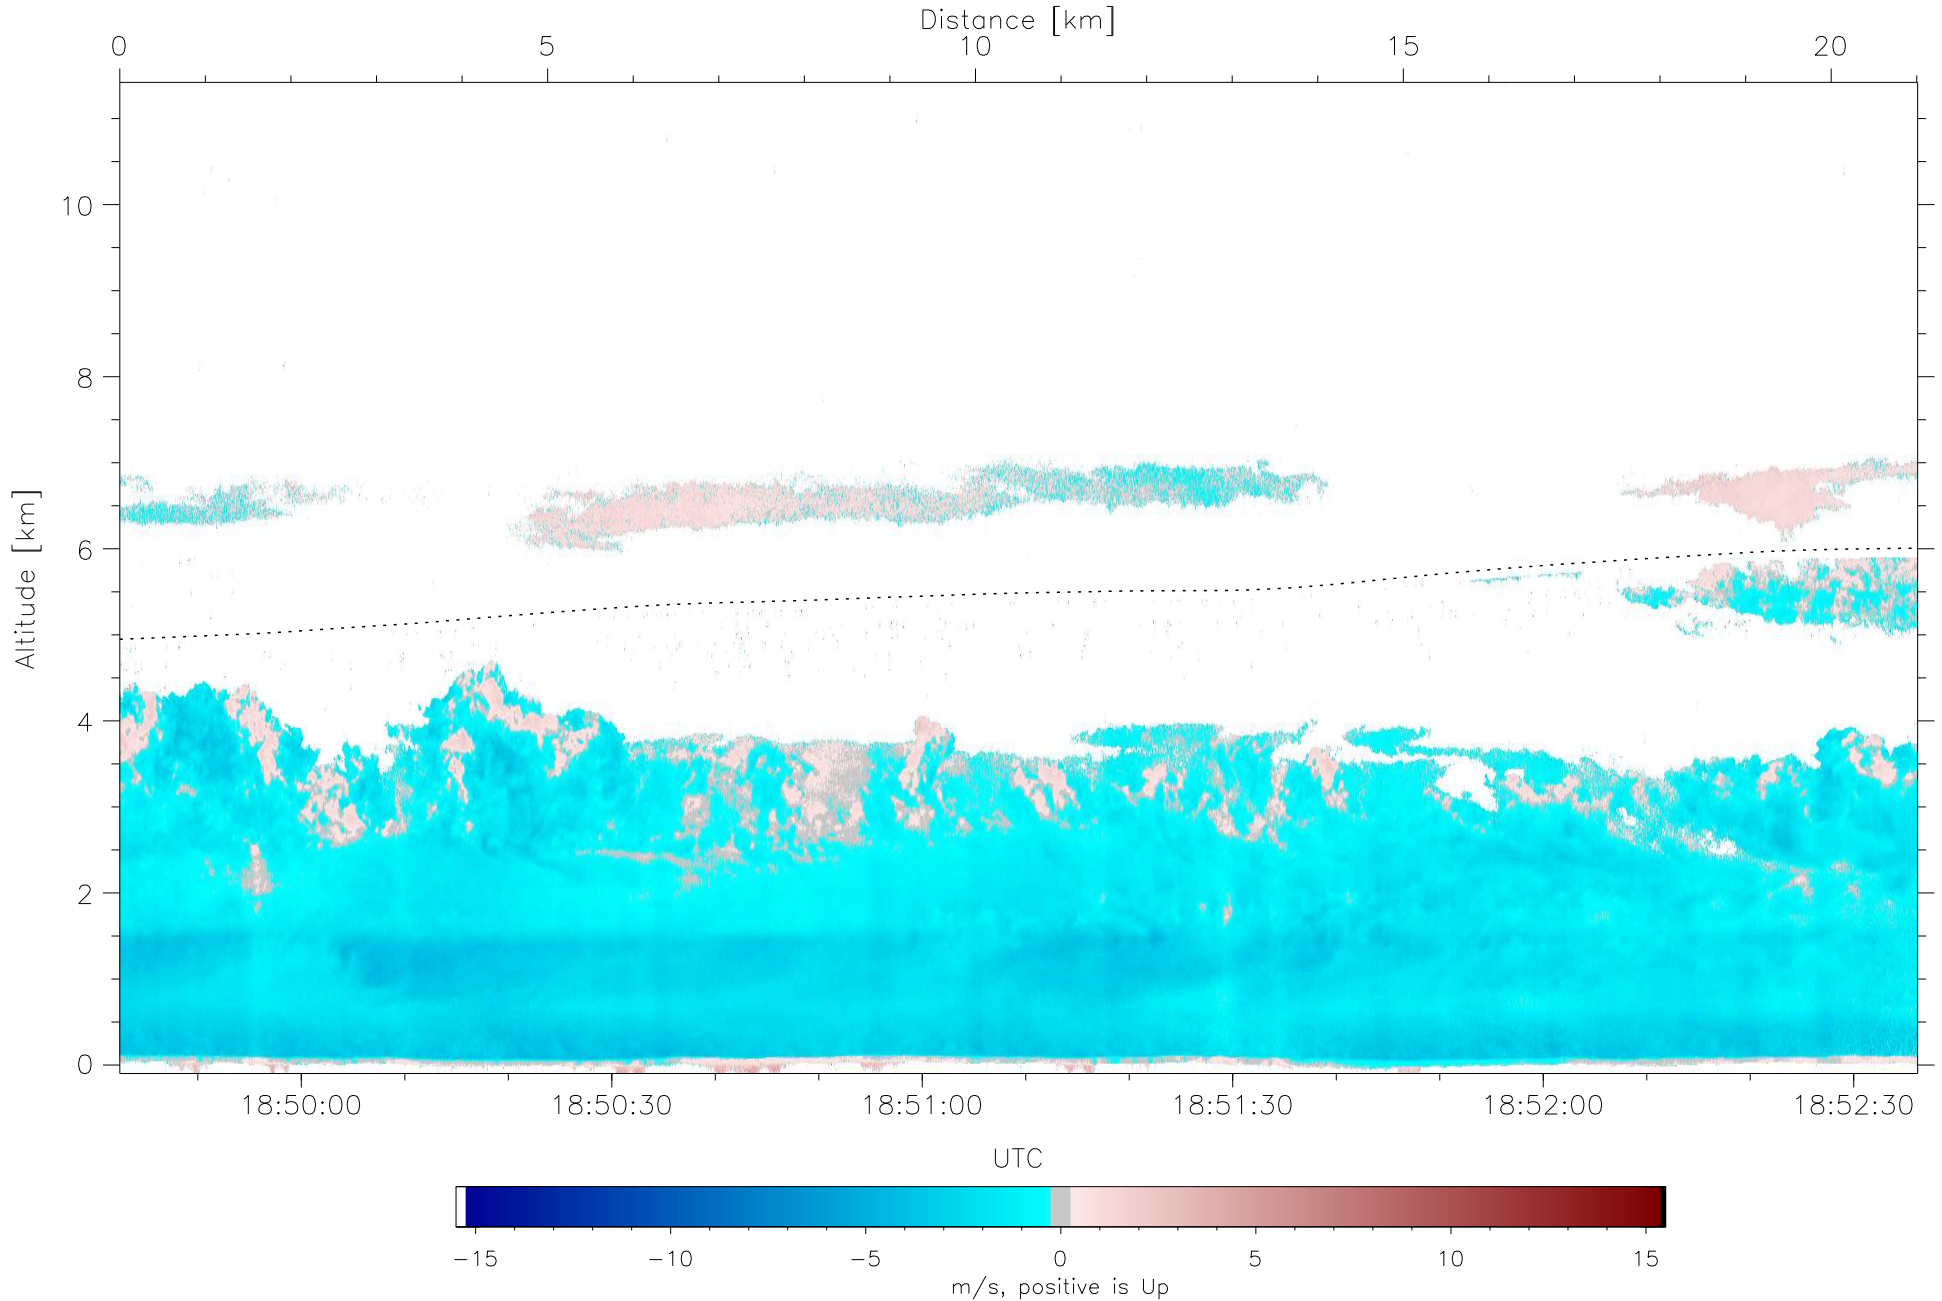 Distance [km]
0 5 10 15 20
Altitude [km]
10
8
6
4
2
0
18:50:00 18:50:30 18:51:00 18:51:30 18:52:00 18:52:30
UTC
−15 −10 −5 0 5 10 15
m/s, positive is Up